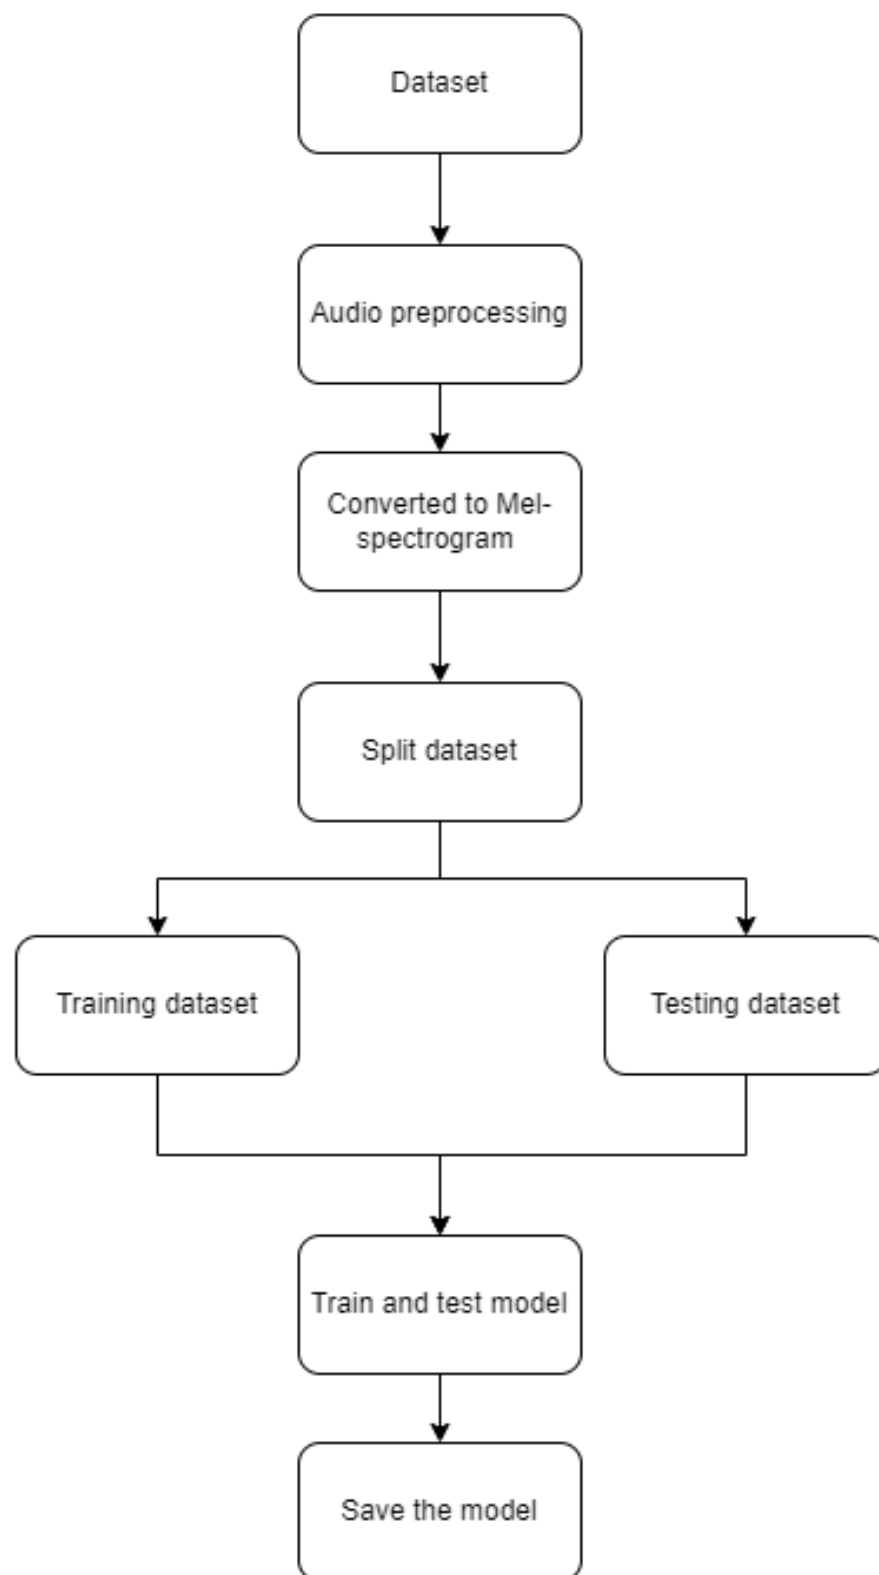 Dataset
Audio preprocessing
Converted to Mel-
spectrogram
Split dataset
Training dataset
Testing dataset
Train and test model
Save the model